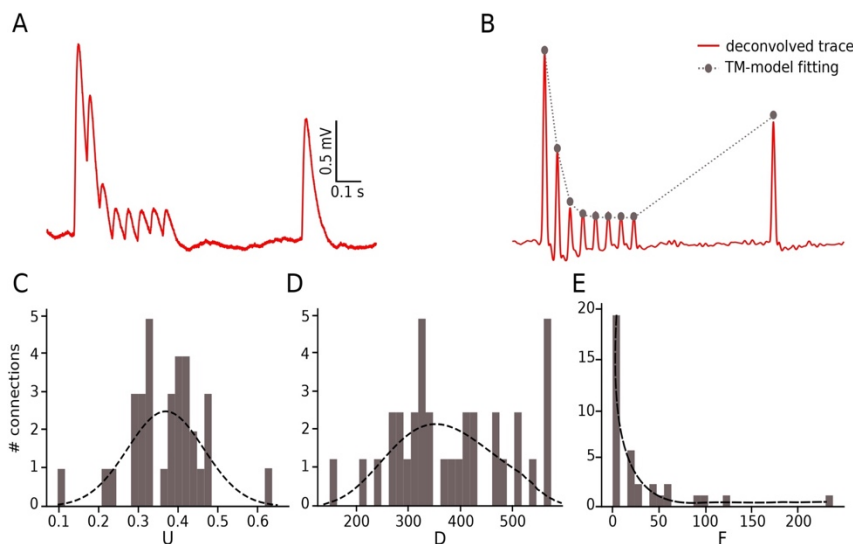 A
B
deconvolved trace
TM-model fitting
0.5 mV
0.1 s
C
D
E
# connections
5
4
3
2
1
0
0.1 0.2 0.3 0.4 0.5 0.6
U
5
4
3
2
1
0
200 300 400 500
D
20
15
10
5
0
0 50 100 150 200
F